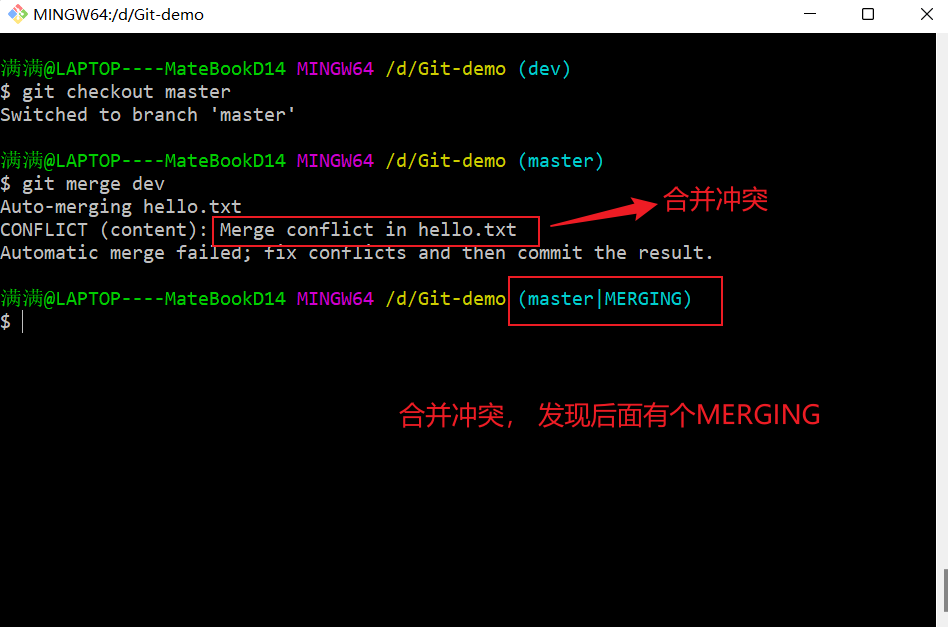 MINGW64:/d/Git-demo
满满@LAPTOP----MateBookD14 MINGW64 /d/Git-demo (dev)
$ git checkout master
Switched to branch 'master'
满满@LAPTOP----MateBookD14 MINGW64 /d/Git-demo (master)
$ git merge dev
Auto-merging hello.txt
合并冲突
CONFLICT (content): Merge conflict in hello.txt
Automatic merge failed; fix conflicts and then commit the result.
满满@LAPTOP----MateBookD14 MINGW64 /d/Git-demo (master|MERGING)
$
合并冲突， 发现后面有个MERGING